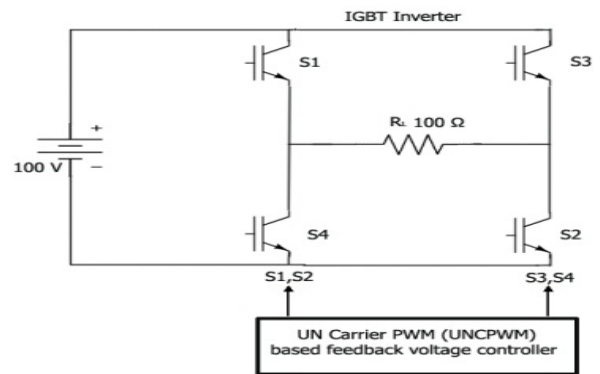 IGBT Inverter
S1
S3
+
RL 100 Ω
100 V
−
S4
S2
S1,S2
S3,S4
UN Carrier PWM (UNCPWM)
based feedback voltage controller